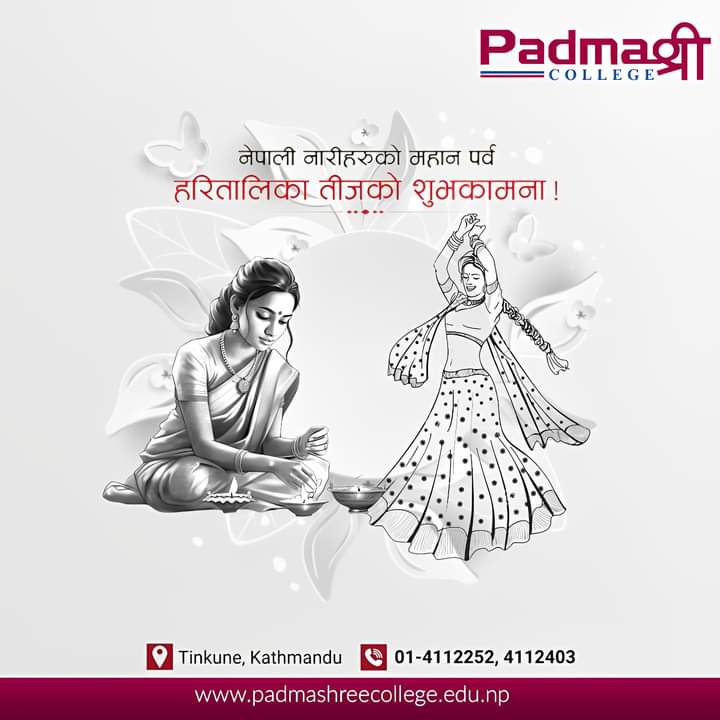 Padmaश्री
COLLEGE
नेपाली नारीहरुको महान पर्व
हरितालिका तीजको शुभकामना !
Tinkune, Kathmandu 01-4112252, 4112403
www.padmashreecollege.edu.np